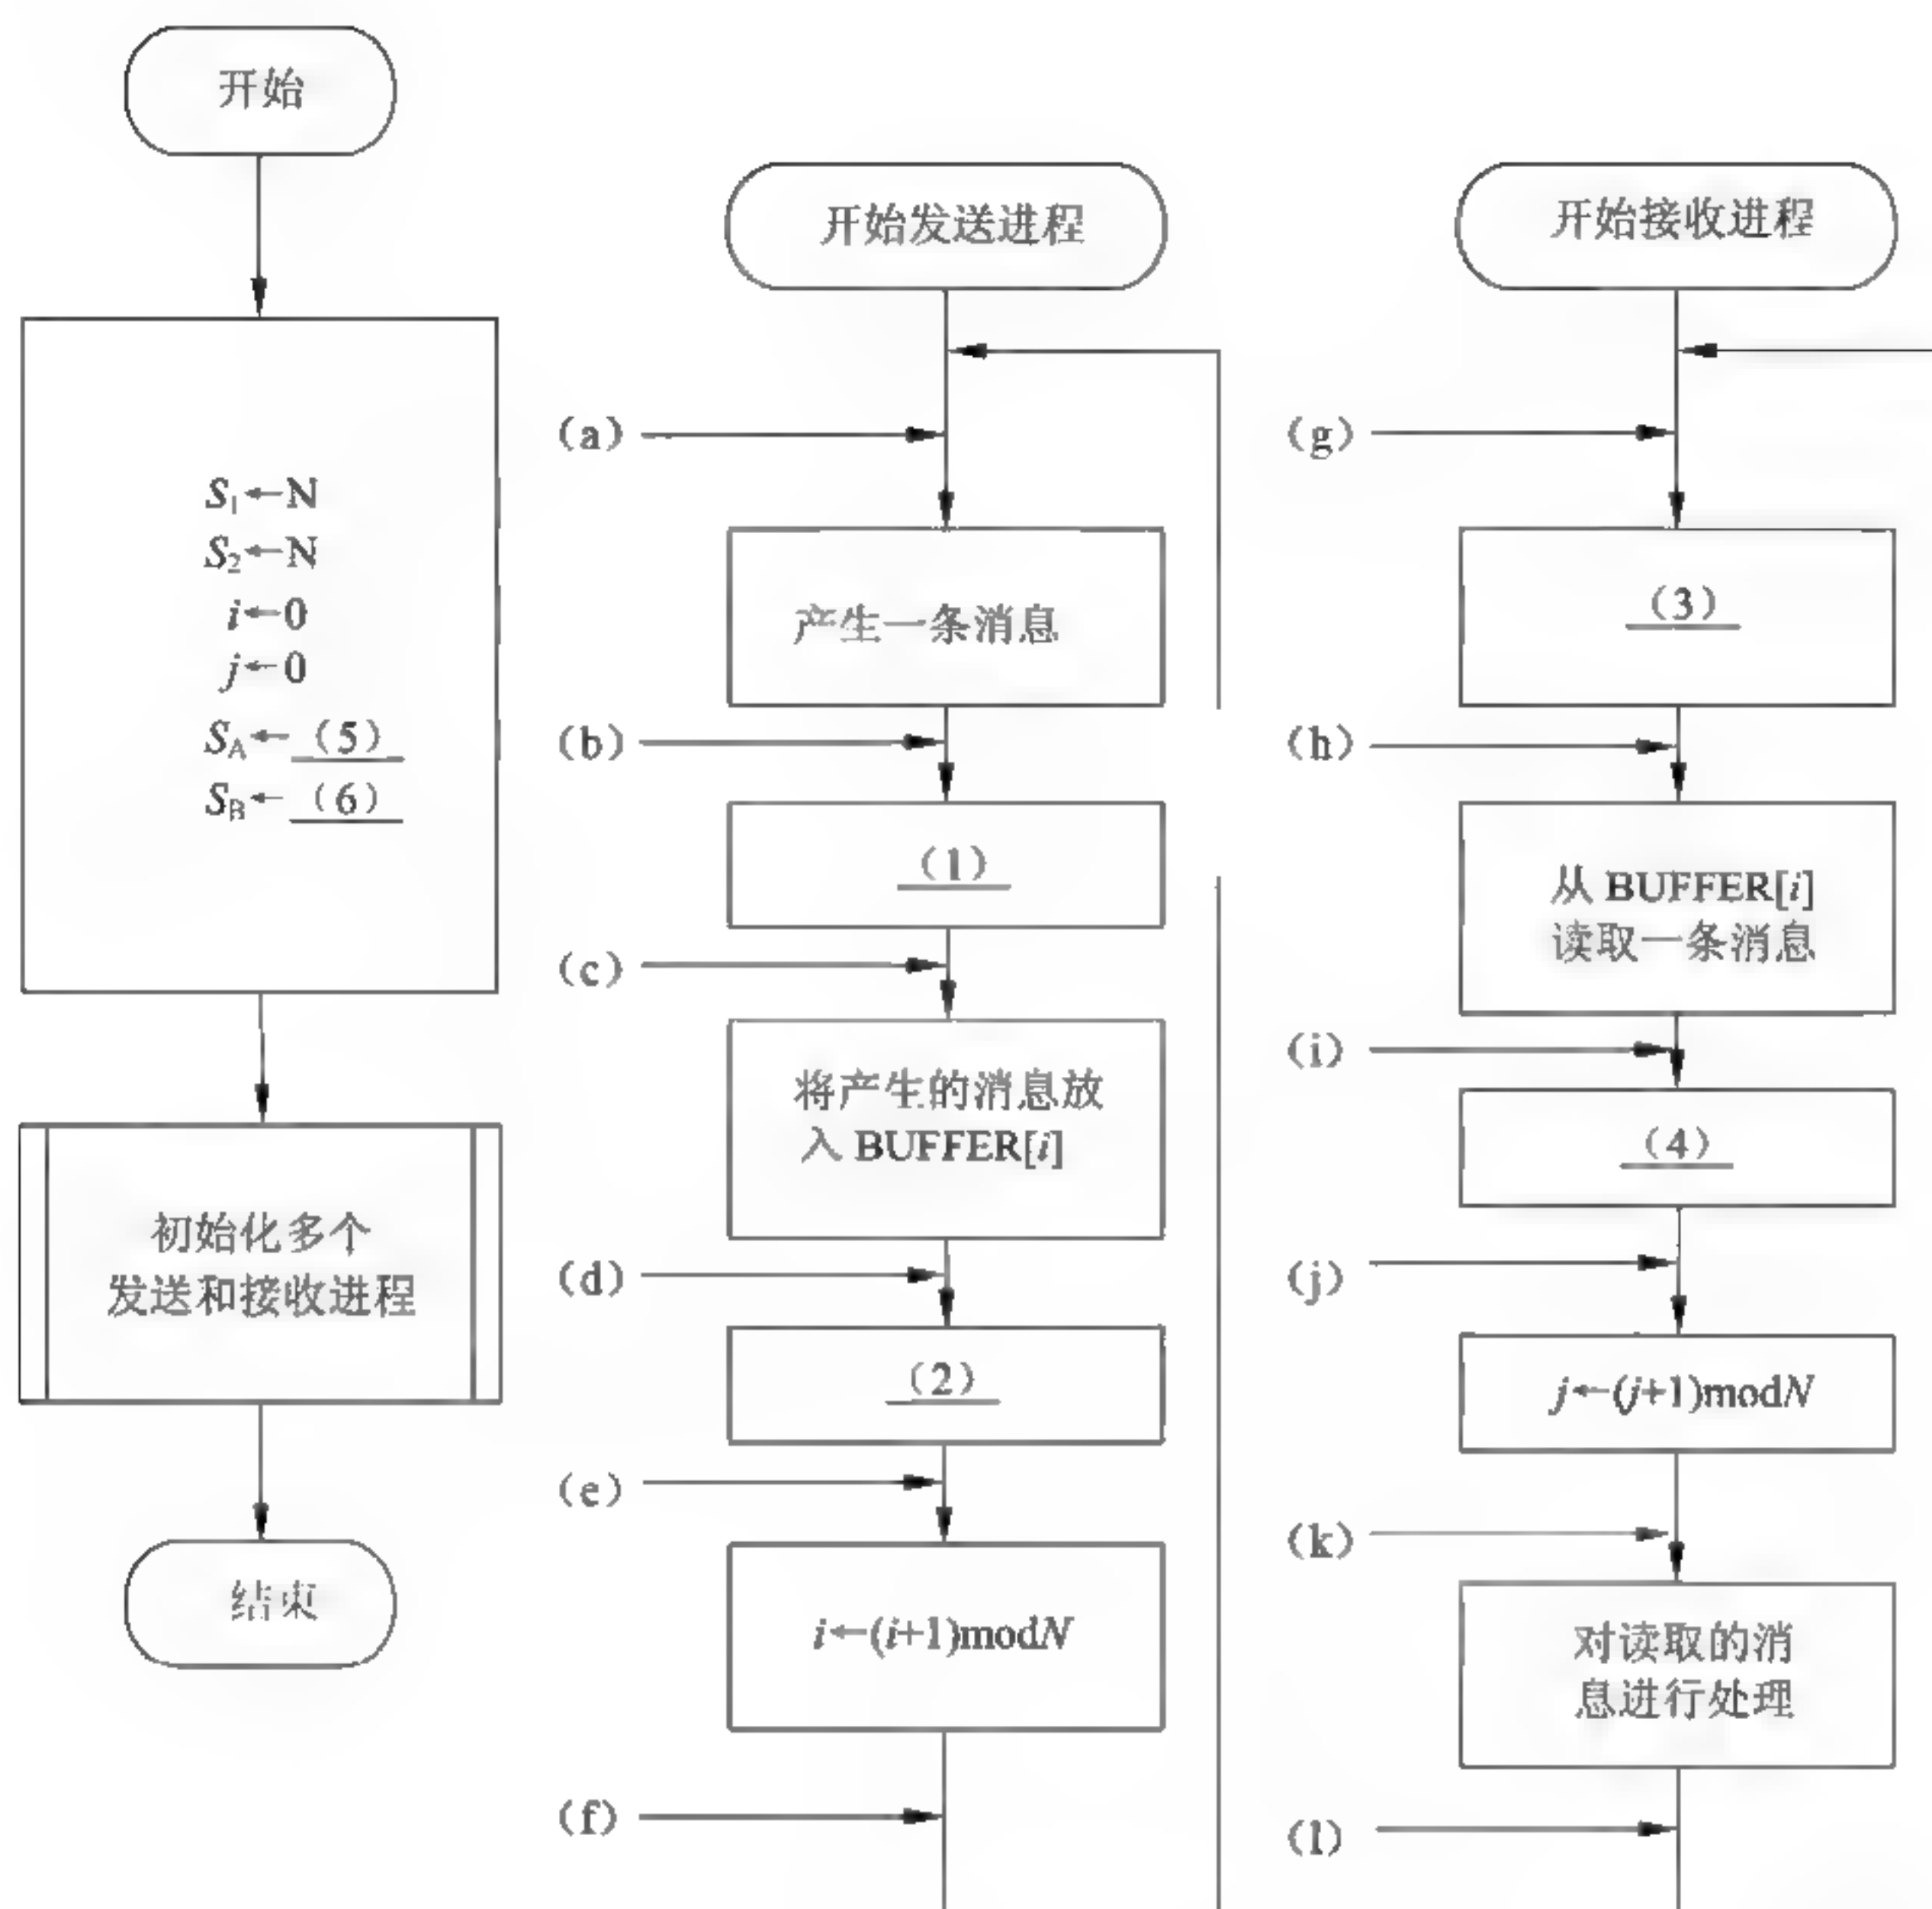 开始
S₁←N
S₂←N
i←0
j←0
S_A←(5)
S_B←(6)
初始化多个
发送和接收进程
结束
开始发送进程
(a)
产生一条消息
(b)
(1)
(c)
将产生的消息放
入 BUFFER[i]
(d)
(2)
(e)
i←(i+1)modN
(f)
开始接收进程
(g)
(3)
(h)
从 BUFFER[i]
读取一条消息
(i)
(4)
(j)
j←(j+1)modN
(k)
对读取的消
息进行处理
(l)